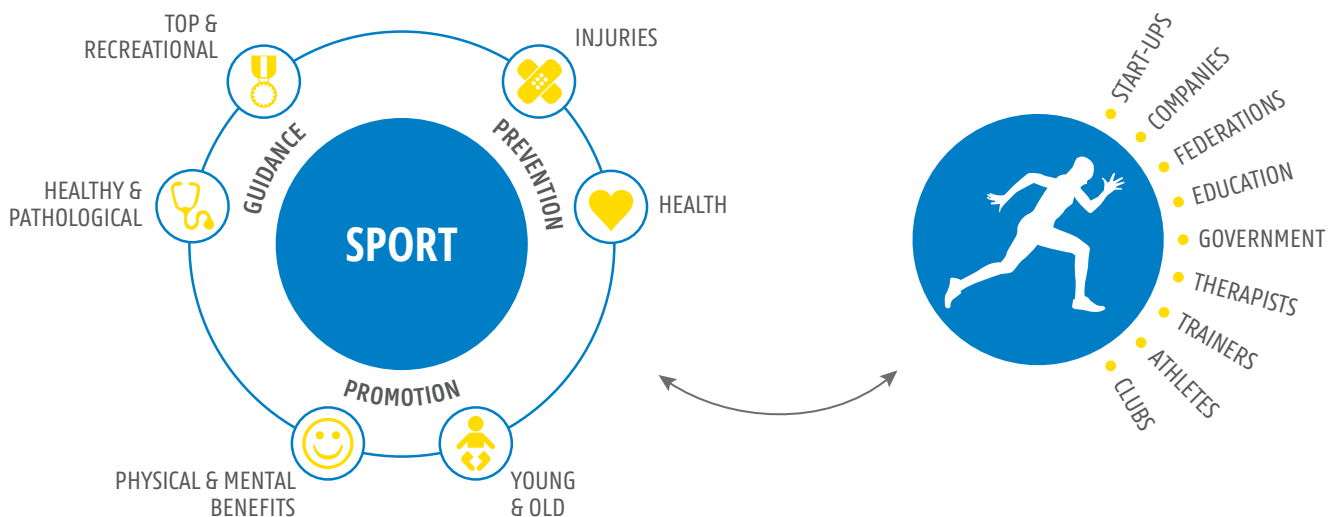 TOP &
RECREATIONAL
INJURIES
GUIDANCE
PREVENTION
HEALTHY &
PATHOLOGICAL
HEALTH
SPORT
PROMOTION
PHYSICAL & MENTAL
BENEFITS
YOUNG
& OLD
START-UPS
COMPANIES
FEDERATIONS
EDUCATION
GOVERNMENT
THERAPISTS
TRAINERS
ATHLETES
CLUBS